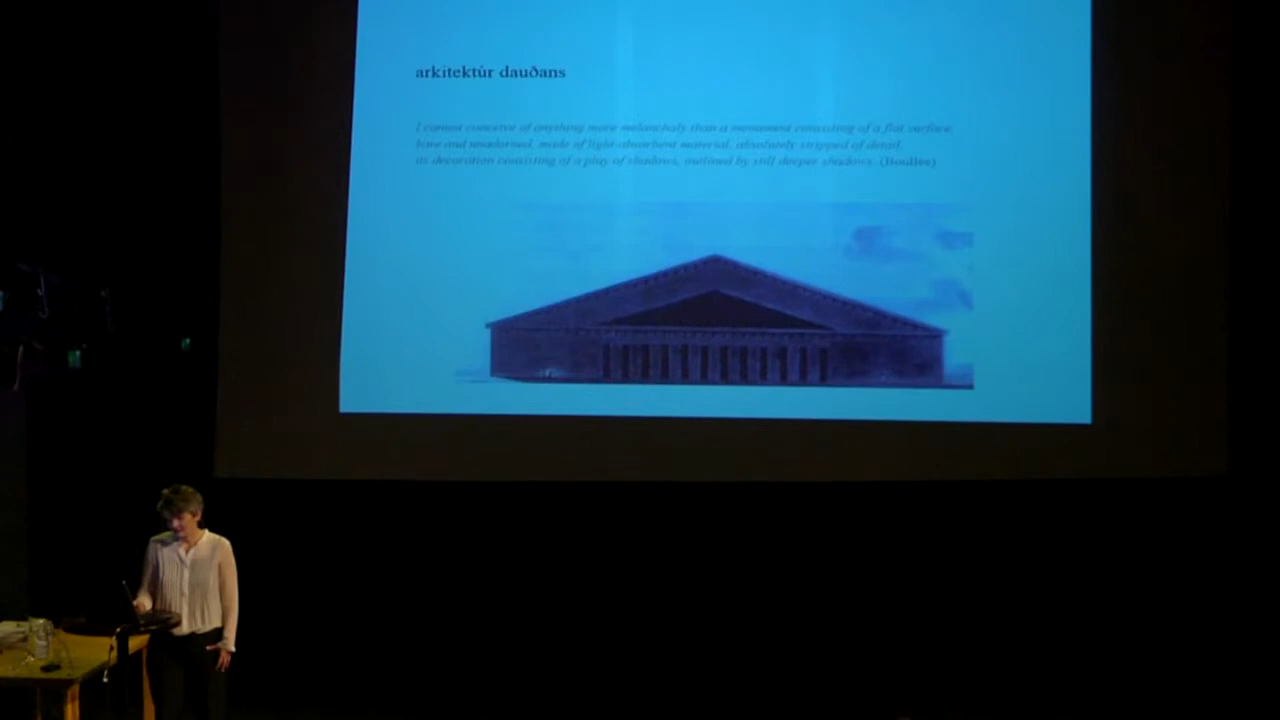 arkitektúr dauðans
I cannot conceive of anything more melancholy than a monument consisting of a flat surface,
bare and unadorned, made of light-absorbent material, absolutely stripped of detail,
its decoration consisting of a play of shadows, outlined by still deeper shadows. (Boullée)